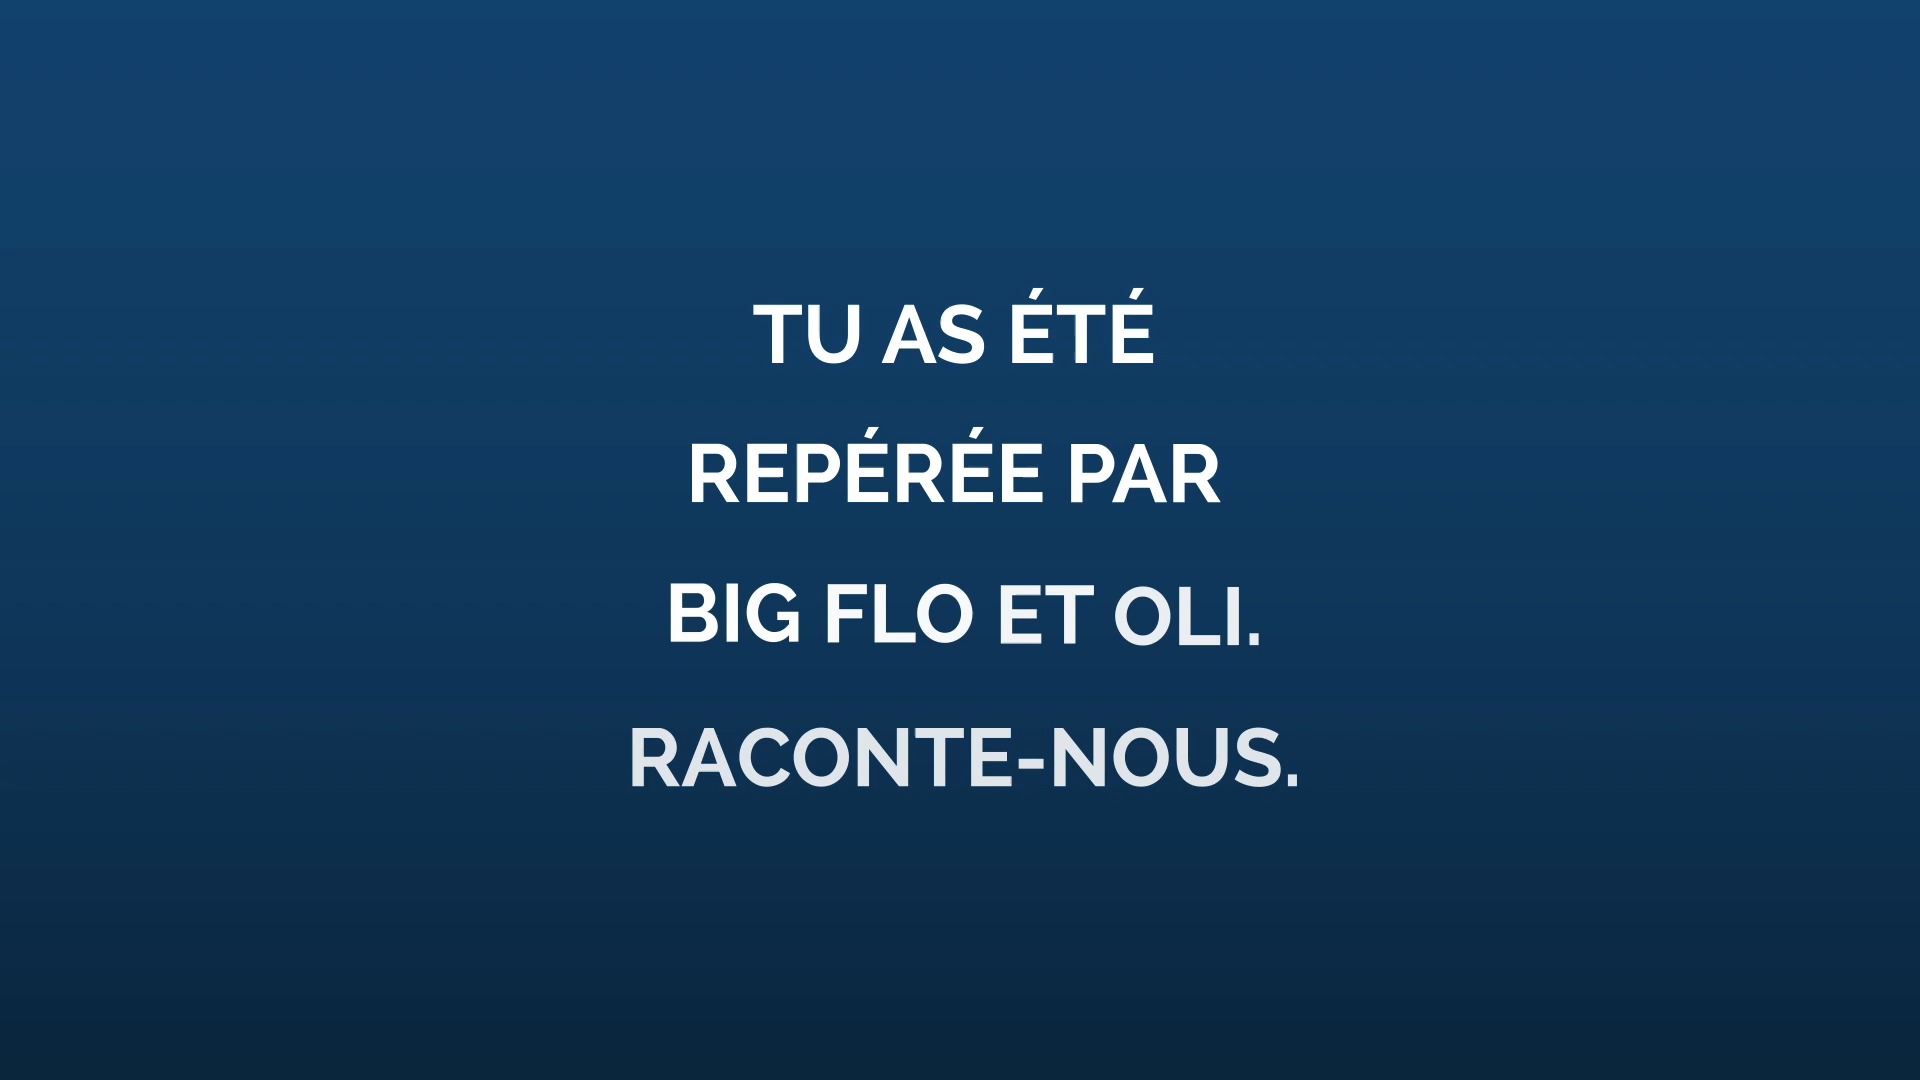 TU AS ÉTÉ
REPÉRÉE PAR
BIG FLO ET OLI.
RACONTE-NOUS.